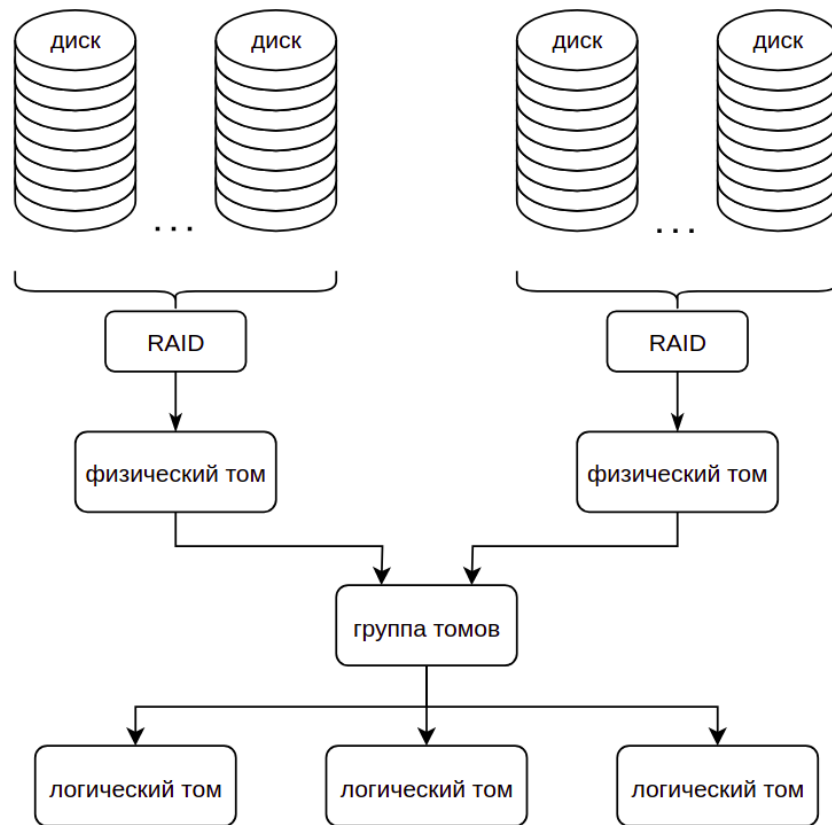 диск
диск
диск
диск
...
...
RAID
RAID
физический том
физический том
группа томов
логический том
логический том
логический том